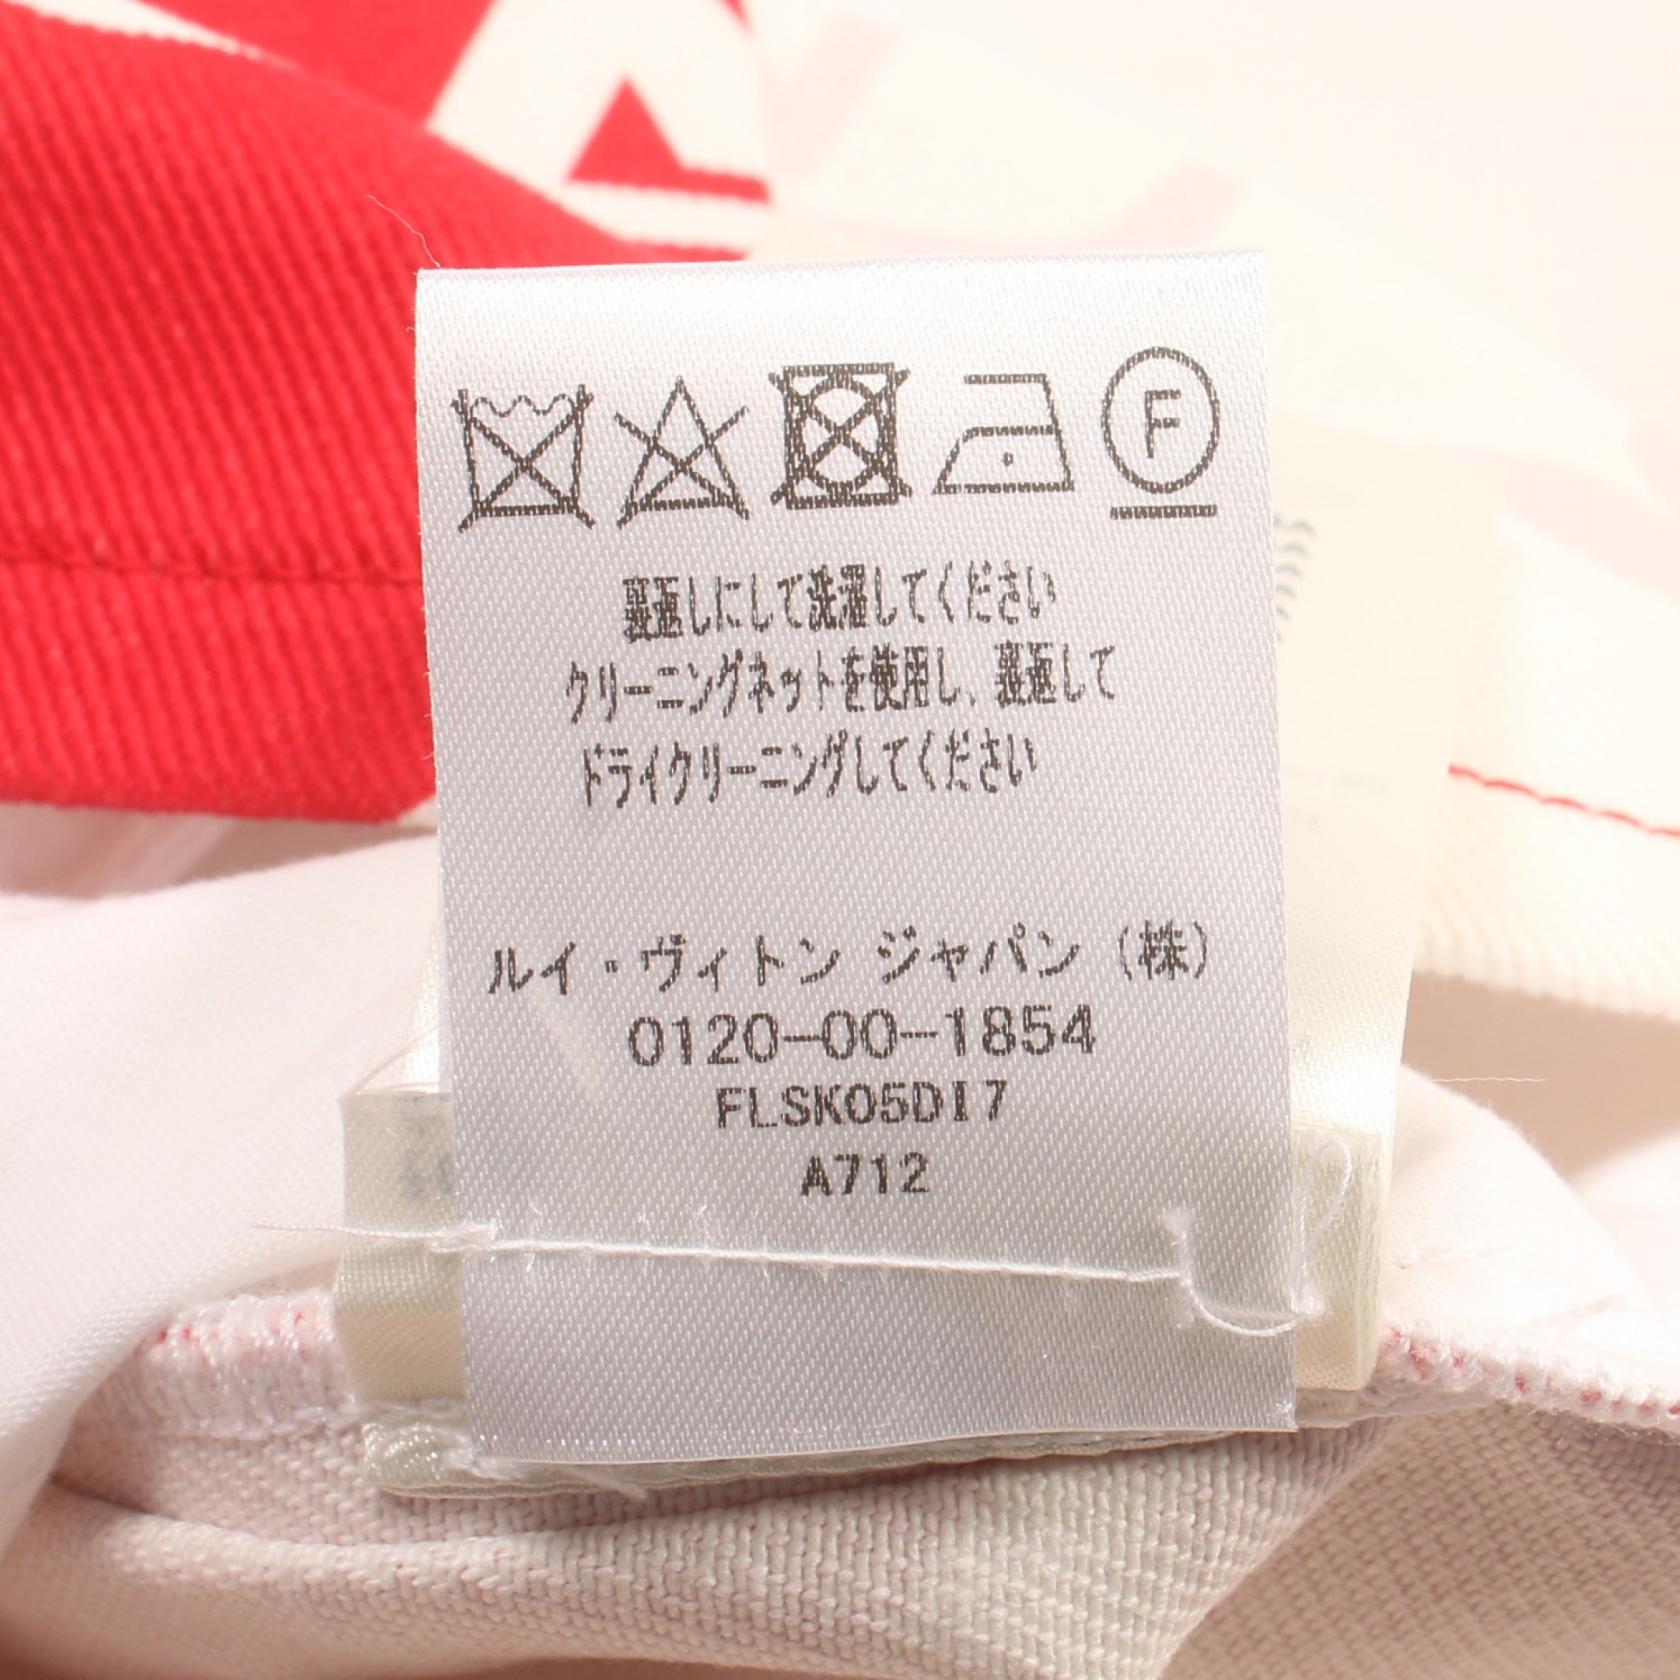 F
裏返しにして洗濯してください
クリーニングネットを使用し、裏返して
ドライクリーニングしてください
ルイ・ヴィトン ジャパン (株)
0120-00-1854
FLSK05DI7
A712